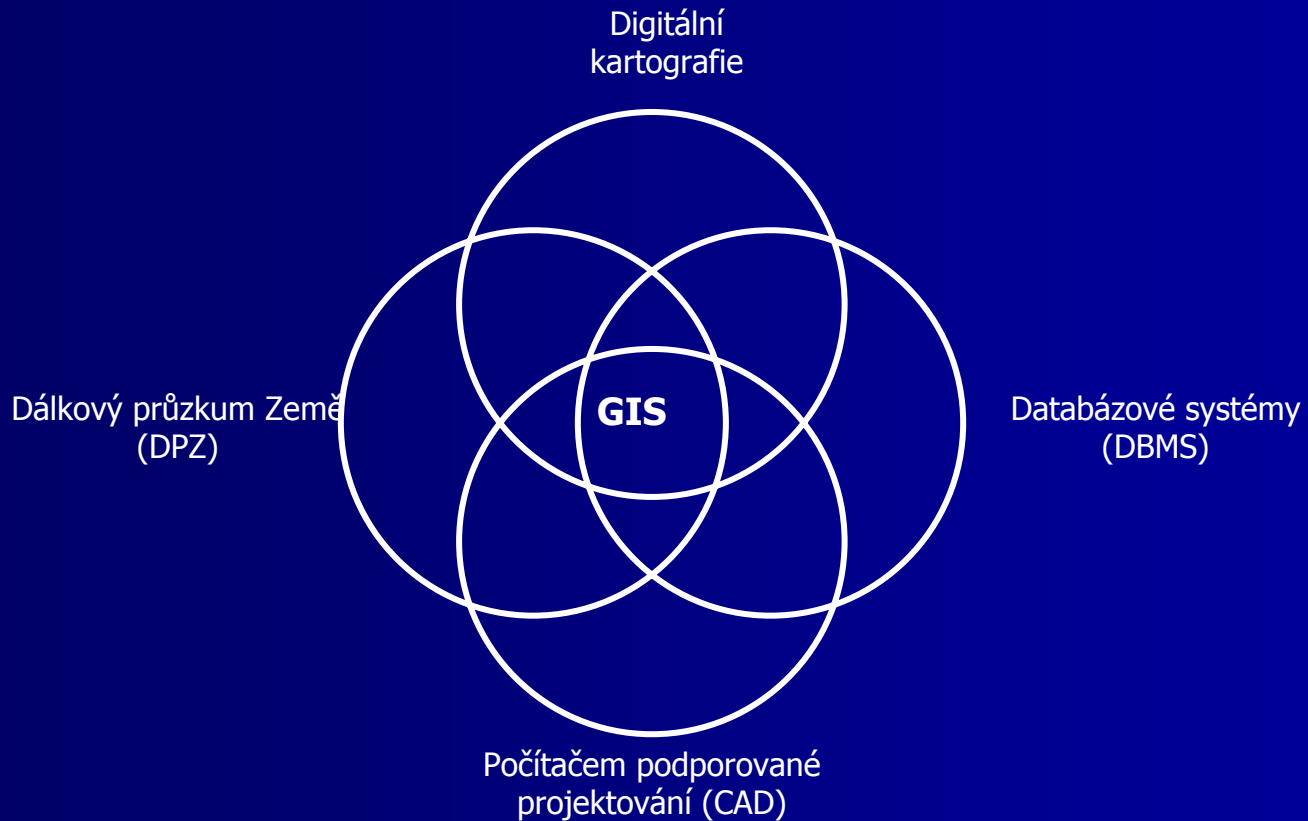 Digitální
kartografie
Dálkový průzkum Země
(DPZ)
GIS
Databázové systémy
(DBMS)
Počítačem podporované
projektování (CAD)